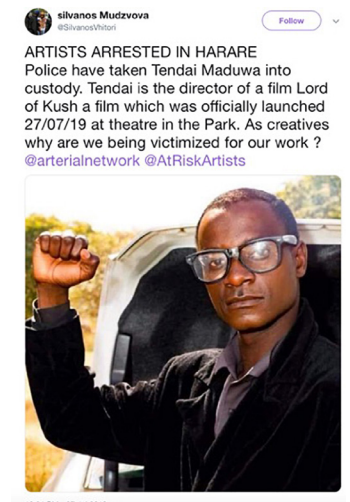 silvanos Mudzvova
@SilvanosVhitori
Follow
ARTISTS ARRESTED IN HARARE
Police have taken Tendai Maduwa into
custody. Tendai is the director of a film Lord
of Kush a film which was officially launched
27/07/19 at theatre in the Park. As creatives
why are we being victimized for our work ?
@arterialnetwork @AtRiskArtists